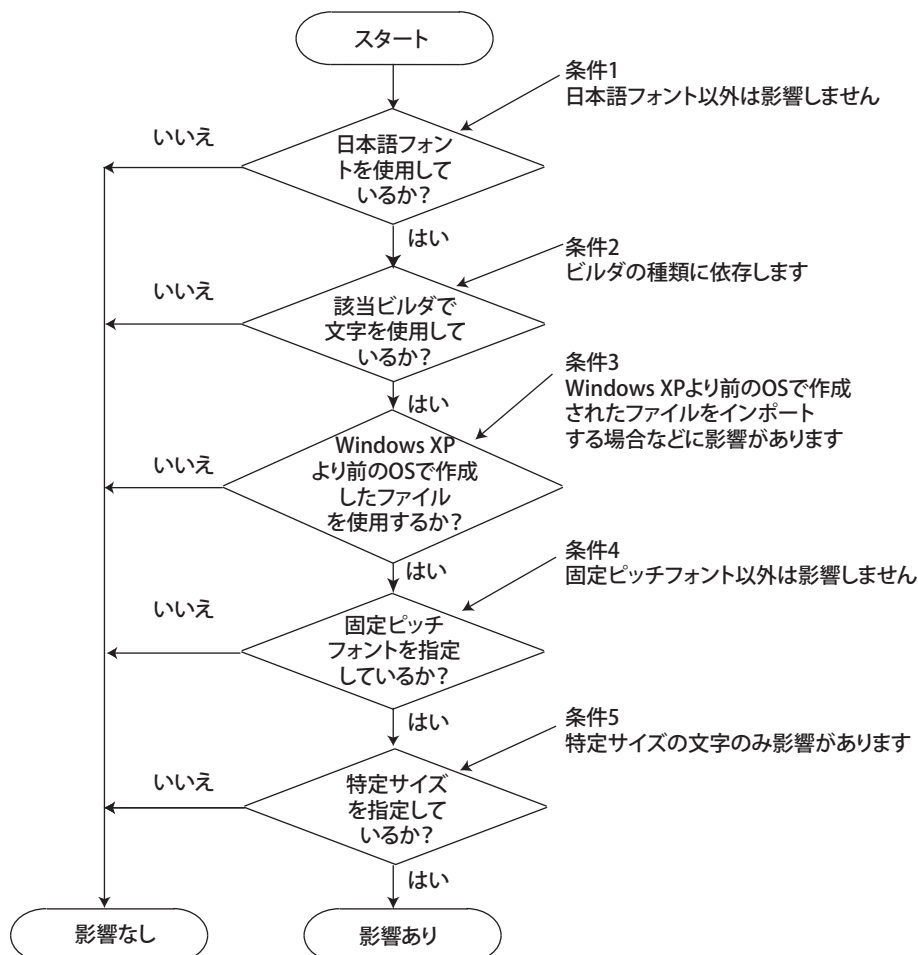 スタート
条件1
日本語フォント以外は影響しません
いいえ
日本語フォン
トを使用して
いるか？
はい
条件2
ビルダの種類に依存します
いいえ
該当ビルダで
文字を使用して
いるか？
はい
条件3
Windows XPより前のOSで作成
されたファイルをインポート
する場合などに影響があります
いいえ
Windows XP
より前のOSで作成
したファイル
を使用するか？
はい
条件4
固定ピッチフォント以外は影響しません
いいえ
固定ピッチ
フォントを指定
しているか？
はい
条件5
特定サイズの文字のみ影響があります
いいえ
特定サイズ
を指定して
いるか？
はい
影響なし
影響あり